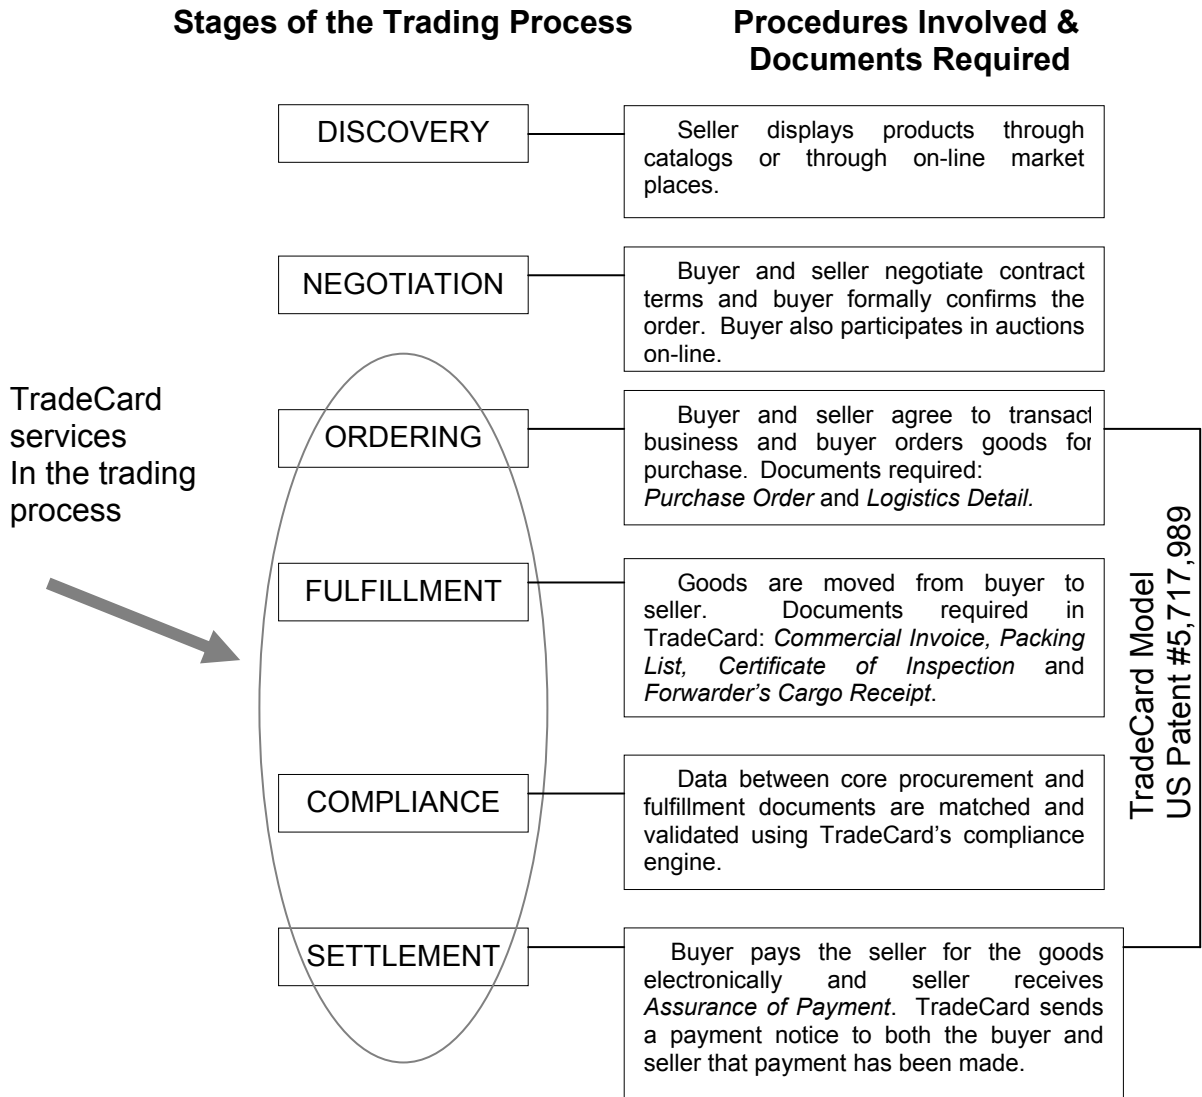 Stages of the Trading Process
Procedures Involved &
Documents Required
DISCOVERY
Seller displays products through
catalogs or through on-line market
places.
NEGOTIATION
Buyer and seller negotiate contract
terms and buyer formally confirms the
order. Buyer also participates in auctions
on-line.
TradeCard
services
In the trading
process
ORDERING
Buyer and seller agree to transact
business and buyer orders goods for
purchase. Documents required:
Purchase Order and Logistics Detail.
FULFILLMENT
Goods are moved from buyer to
seller. Documents required in
TradeCard: Commercial Invoice, Packing
List, Certificate of Inspection and
Forwarder's Cargo Receipt.
COMPLIANCE
Data between core procurement and
fulfillment documents are matched and
validated using TradeCard's compliance
engine.
SETTLEMENT
Buyer pays the seller for the goods
electronically and seller receives
Assurance of Payment. TradeCard sends
a payment notice to both the buyer and
seller that payment has been made.
TradeCard Model
US Patent #5,717,989